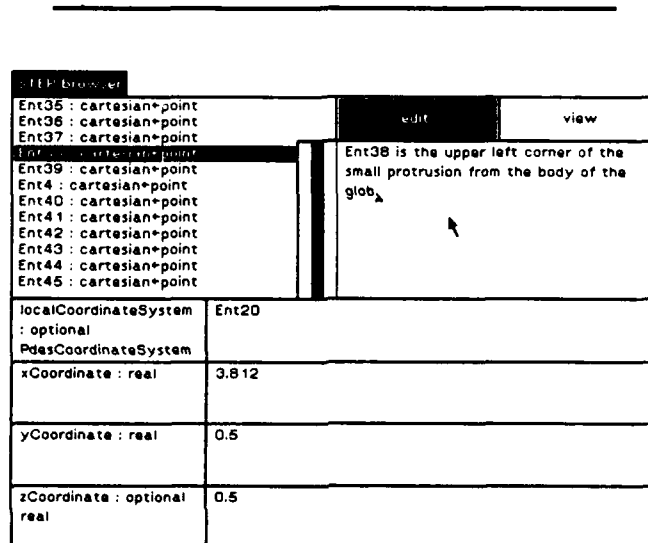 STEP browser
Ent35 : cartesian←point
Ent36 : cartesian←point
Ent37 : cartesian←point
Ent38 : cartesian←point
Ent39 : cartesian←point
Ent4 : cartesian←point
Ent40 : cartesian←point
Ent41 : cartesian←point
Ent42 : cartesian←point
Ent43 : cartesian←point
Ent44 : cartesian←point
Ent45 : cartesian←point
edit
view
Ent38 is the upper left corner of the
small protrusion from the body of the
glob.
localCoordinateSystem
: optional
PdesCoordinateSystem
Ent20
xCoordinate : real
3.812
yCoordinate : real
0.5
zCoordinate : optional
real
0.5